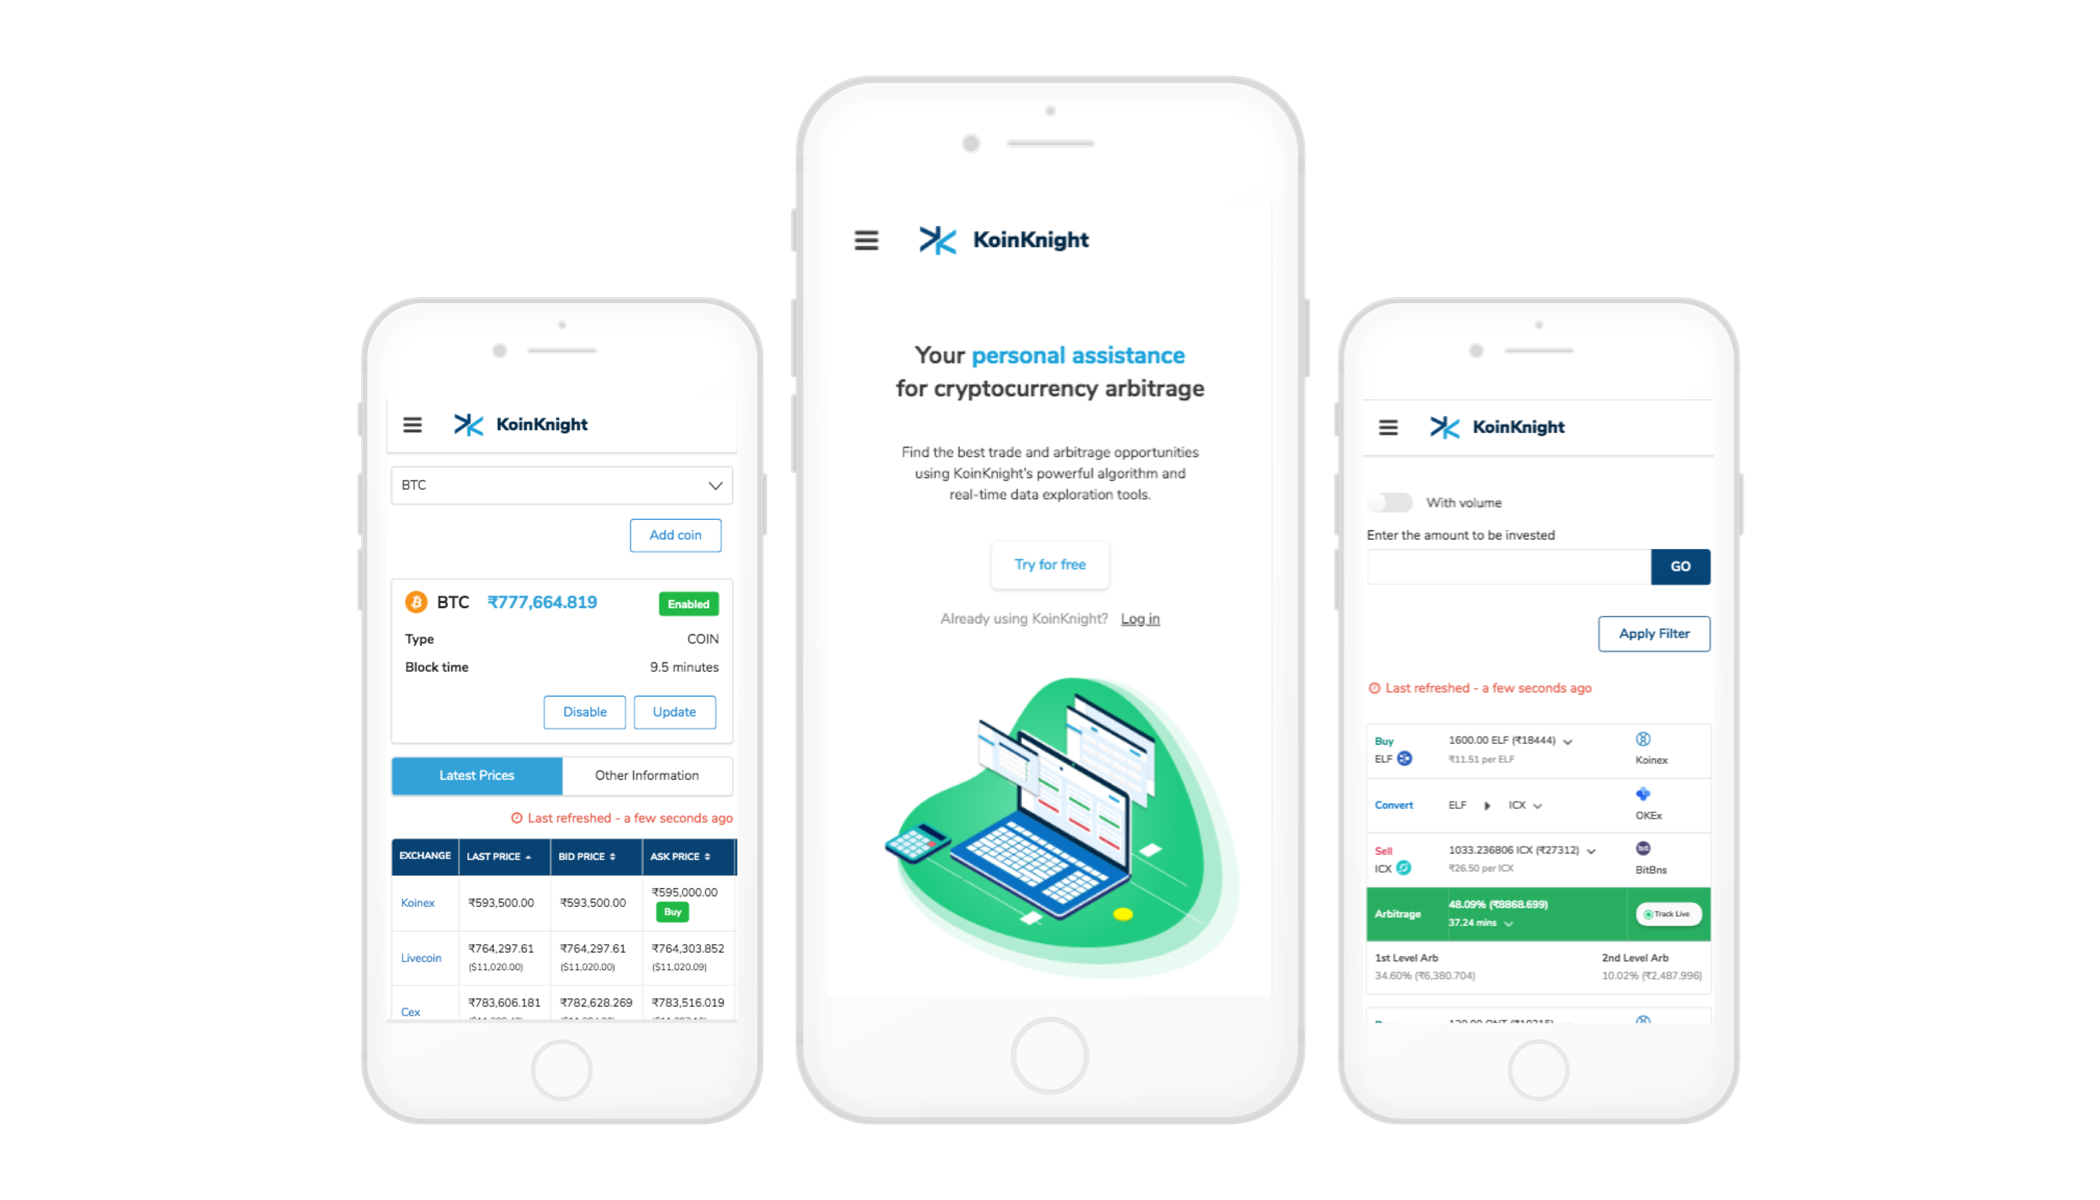 KoinKnight
BTC
Add coin
BTC ₹777,664.819 Enabled
Type COIN
Block time 9.5 minutes
Disable Update
Latest Prices Other Information
Last refreshed - a few seconds ago
EXCHANGE LAST PRICE BID PRICE ASK PRICE
Koinex ₹593,500.00 ₹593,500.00 ₹595,000.00
Buy
Livecoin ₹764,297.61 ₹764,297.61 ₹764,303.852
($11,020.00) ($11,020.00) ($11,020.09)
Cex ₹783,606.181 ₹782,628.269 ₹783,516.019
KoinKnight
Your personal assistance
for cryptocurrency arbitrage
Find the best trade and arbitrage opportunities
using KoinKnight's powerful algorithm and
real-time data exploration tools.
Try for free
Already using KoinKnight? Log in
KoinKnight
With volume
Enter the amount to be invested
GO
Apply Filter
Last refreshed - a few seconds ago
Buy 1600.00 ELF (₹18444)
ELF ₹11.51 per ELF Koinex
Convert ELF ICX OKEx
Sell 1033.236806 ICX (₹27312)
ICX ₹26.50 per ICX BitBns
Arbitrage 48.09% (₹8868.699)
37.24 mins Track Live
1st Level Arb 2nd Level Arb
34.60% (₹6,380.704) 10.02% (₹2,487.996)